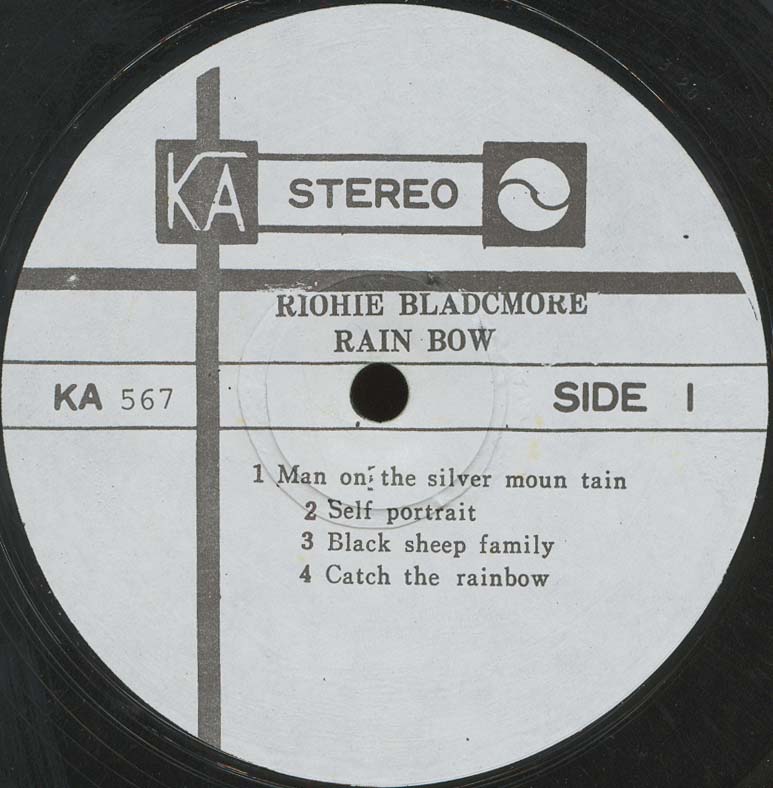 KA STEREO
RIOHIE BLADCMORE
RAIN BOW
KA 567 SIDE I
1 Man on the silver moun tain
2 Self portrait
3 Black sheep family
4 Catch the rainbow